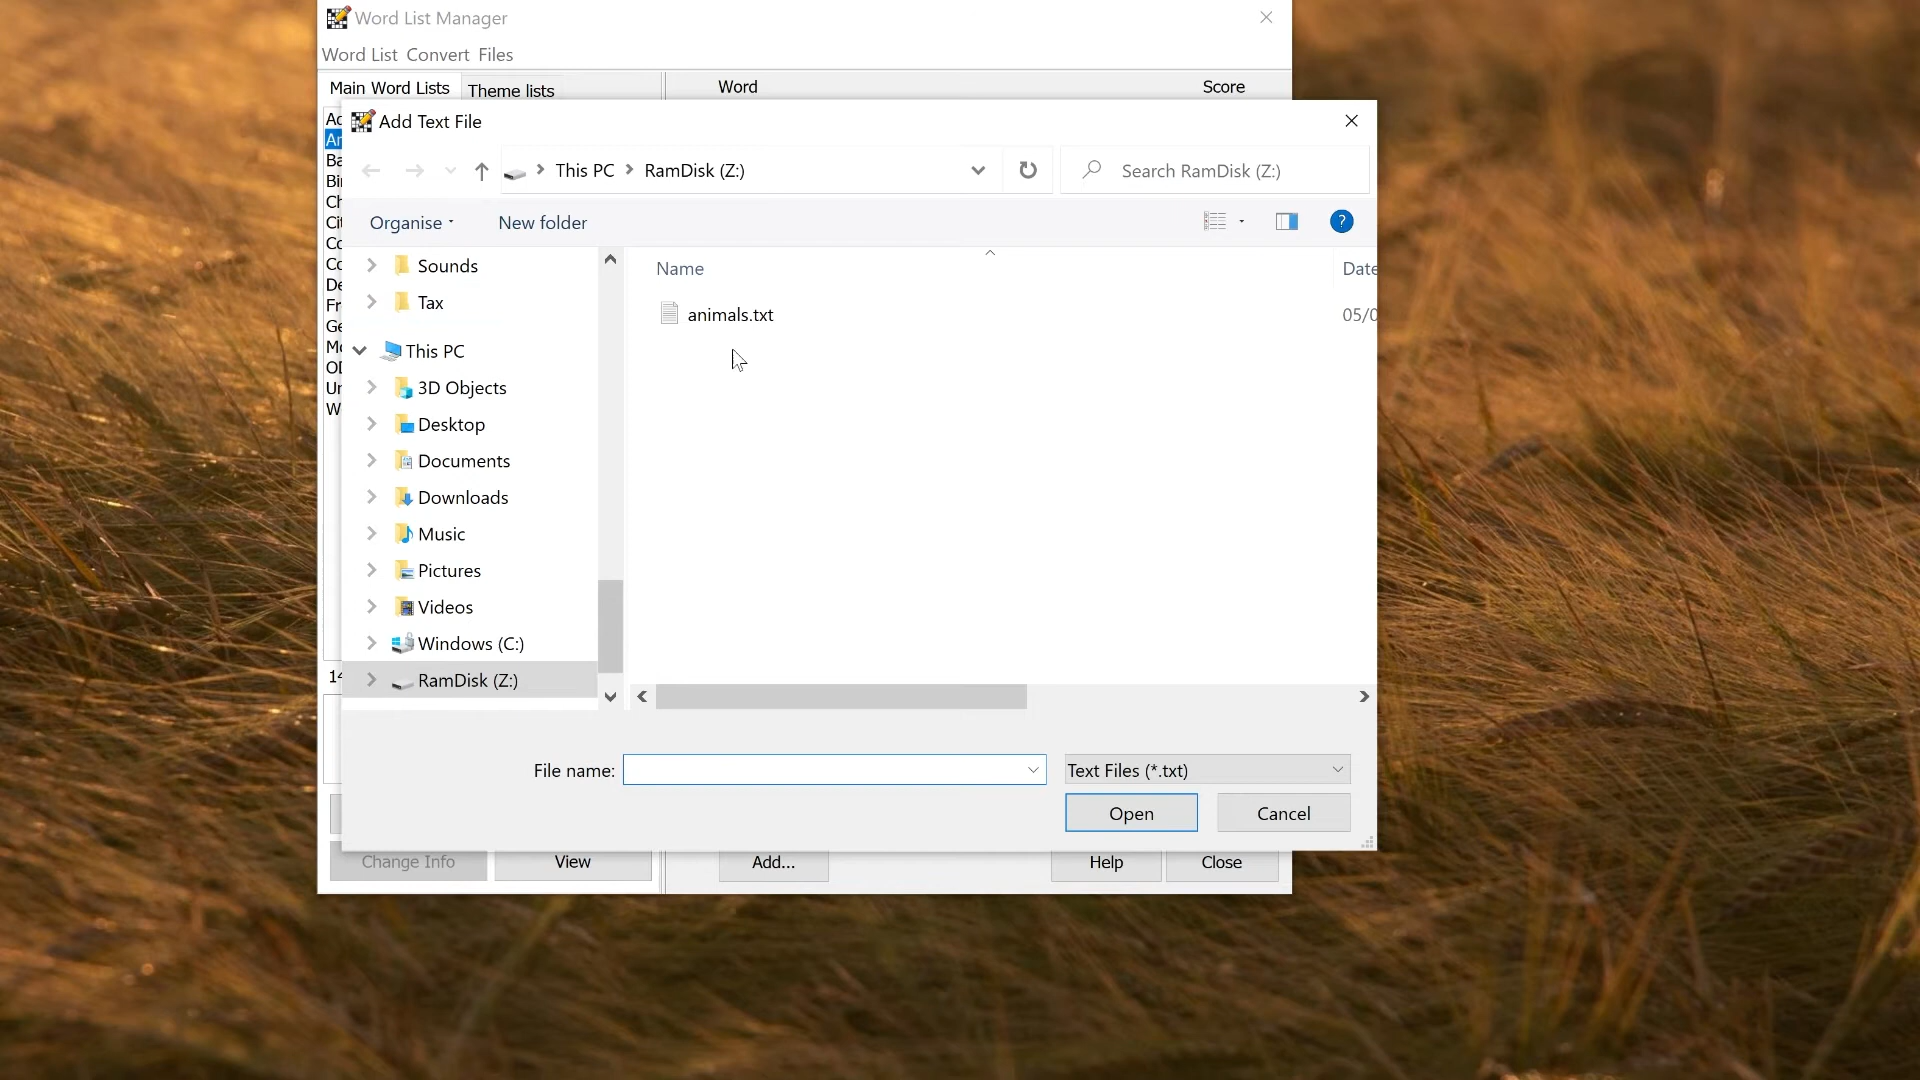 Word List Manager
Word List Convert Files
Main Word Lists Theme lists Word Score
Add Text File
This PC RamDisk (Z:) Search RamDisk (Z:)
Organise New folder ?
Sounds
Tax
This PC
3D Objects
Desktop
Documents
Downloads
Music
Pictures
Videos
Windows (C:)
RamDisk (Z:)
Name Date
animals.txt 05/0
File name: Text Files (*.txt)
Open Cancel
Change Info View Add... Help Close